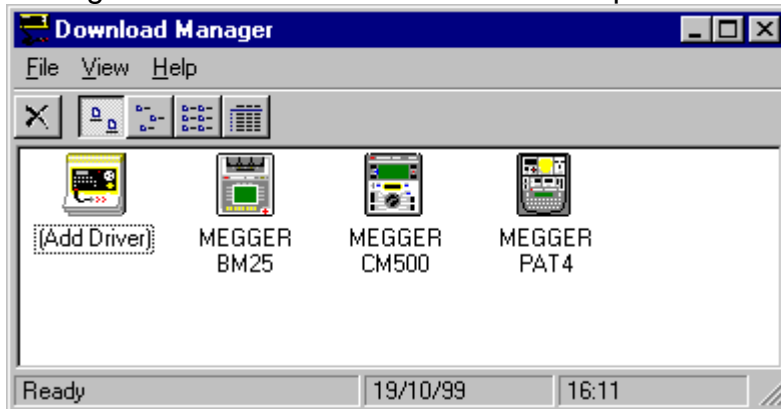 Download Manager
File View Help
(Add Driver) MEGGER MEGGER MEGGER
BM25 CM500 PAT4
Ready 19/10/99 16:11